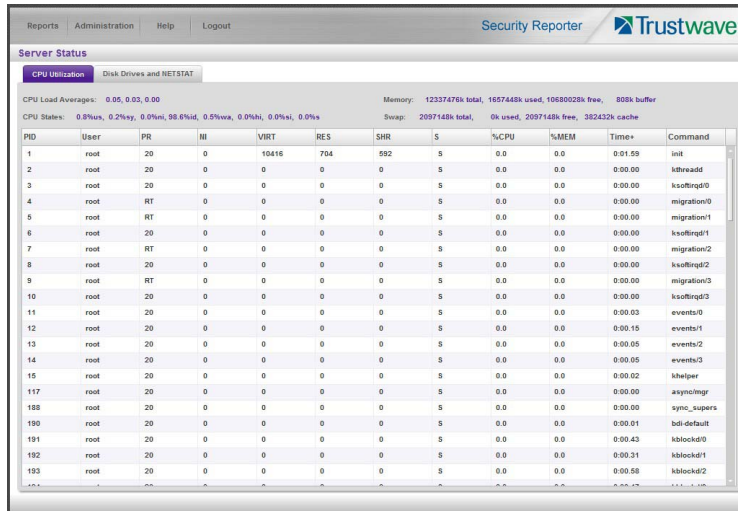 Reports Administration Help Logout Security Reporter Trustwave
Server Status
CPU Utilization Disk Drives and NETSTAT
CPU Load Averages: 0.05, 0.03, 0.00 Memory: 12337476k total, 1657448k used, 10680028k free, 808k buffer
CPU States: 0.8%us, 0.2%sy, 0.0%ni, 98.6%id, 0.5%wa, 0.0%hi, 0.0%si, 0.0%s Swap: 2097148k total, 0k used, 2097148k free, 382432k cache
PID User PR NI VIRT RES SHR S %CPU %MEM Time+ Command
1 root 20 0 10416 704 592 S 0.0 0.0 0:01.59 init
2 root 20 0 0 0 0 S 0.0 0.0 0:00.00 kthreadd
3 root 20 0 0 0 0 S 0.0 0.0 0:00.00 ksoftirqd/0
4 root RT 0 0 0 0 S 0.0 0.0 0:00.00 migration/0
5 root RT 0 0 0 0 S 0.0 0.0 0:00.00 migration/1
6 root 20 0 0 0 0 S 0.0 0.0 0:00.00 ksoftirqd/1
7 root RT 0 0 0 0 S 0.0 0.0 0:00.00 migration/2
8 root 20 0 0 0 0 S 0.0 0.0 0:00.00 ksoftirqd/2
9 root RT 0 0 0 0 S 0.0 0.0 0:00.00 migration/3
10 root 20 0 0 0 0 S 0.0 0.0 0:00.00 ksoftirqd/3
11 root 20 0 0 0 0 S 0.0 0.0 0:00.03 events/0
12 root 20 0 0 0 0 S 0.0 0.0 0:00.15 events/1
13 root 20 0 0 0 0 S 0.0 0.0 0:00.05 events/2
14 root 20 0 0 0 0 S 0.0 0.0 0:00.05 events/3
15 root 20 0 0 0 0 S 0.0 0.0 0:00.02 khelper
117 root 20 0 0 0 0 S 0.0 0.0 0:00.00 async/mgr
188 root 20 0 0 0 0 S 0.0 0.0 0:00.00 sync_supers
190 root 20 0 0 0 0 S 0.0 0.0 0:00.01 bdi-default
191 root 20 0 0 0 0 S 0.0 0.0 0:00.43 kblockd/0
192 root 20 0 0 0 0 S 0.0 0.0 0:00.31 kblockd/1
193 root 20 0 0 0 0 S 0.0 0.0 0:00.58 kblockd/2